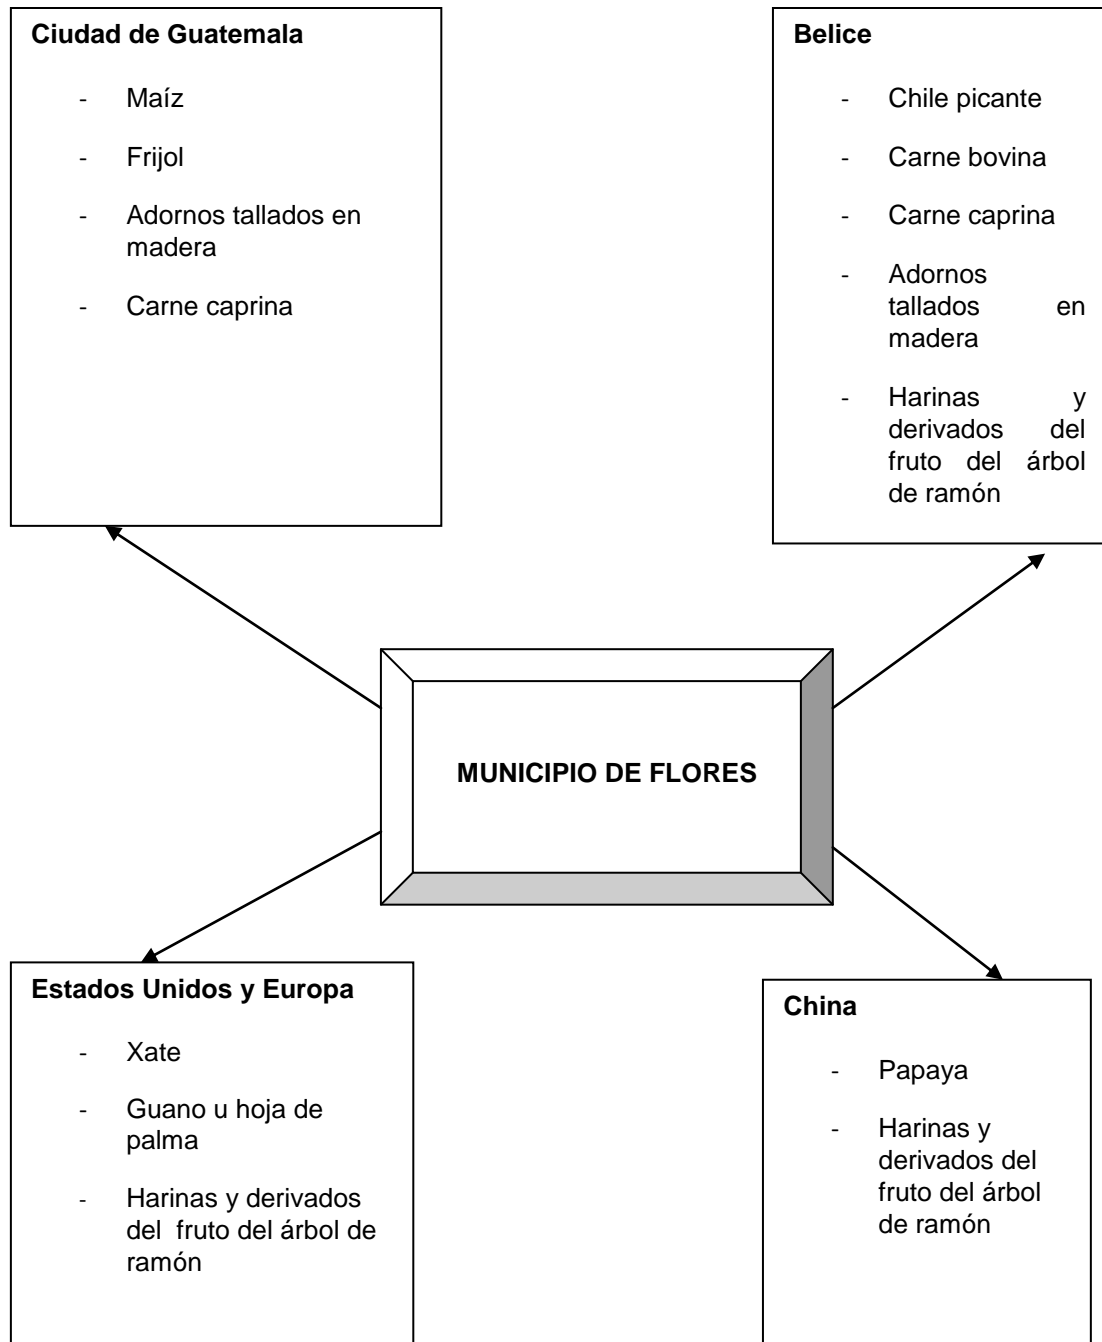 Ciudad de Guatemala
- Maíz
- Frijol
- Adornos tallados en
madera
- Carne caprina
Belice
- Chile picante
- Carne bovina
- Carne caprina
- Adornos
tallados en
madera
- Harinas y
derivados del
fruto del árbol
de ramón
MUNICIPIO DE FLORES
Estados Unidos y Europa
- Xate
- Guano u hoja de
palma
- Harinas y derivados
del fruto del árbol de
ramón
China
- Papaya
- Harinas y
derivados del
fruto del árbol
de ramón